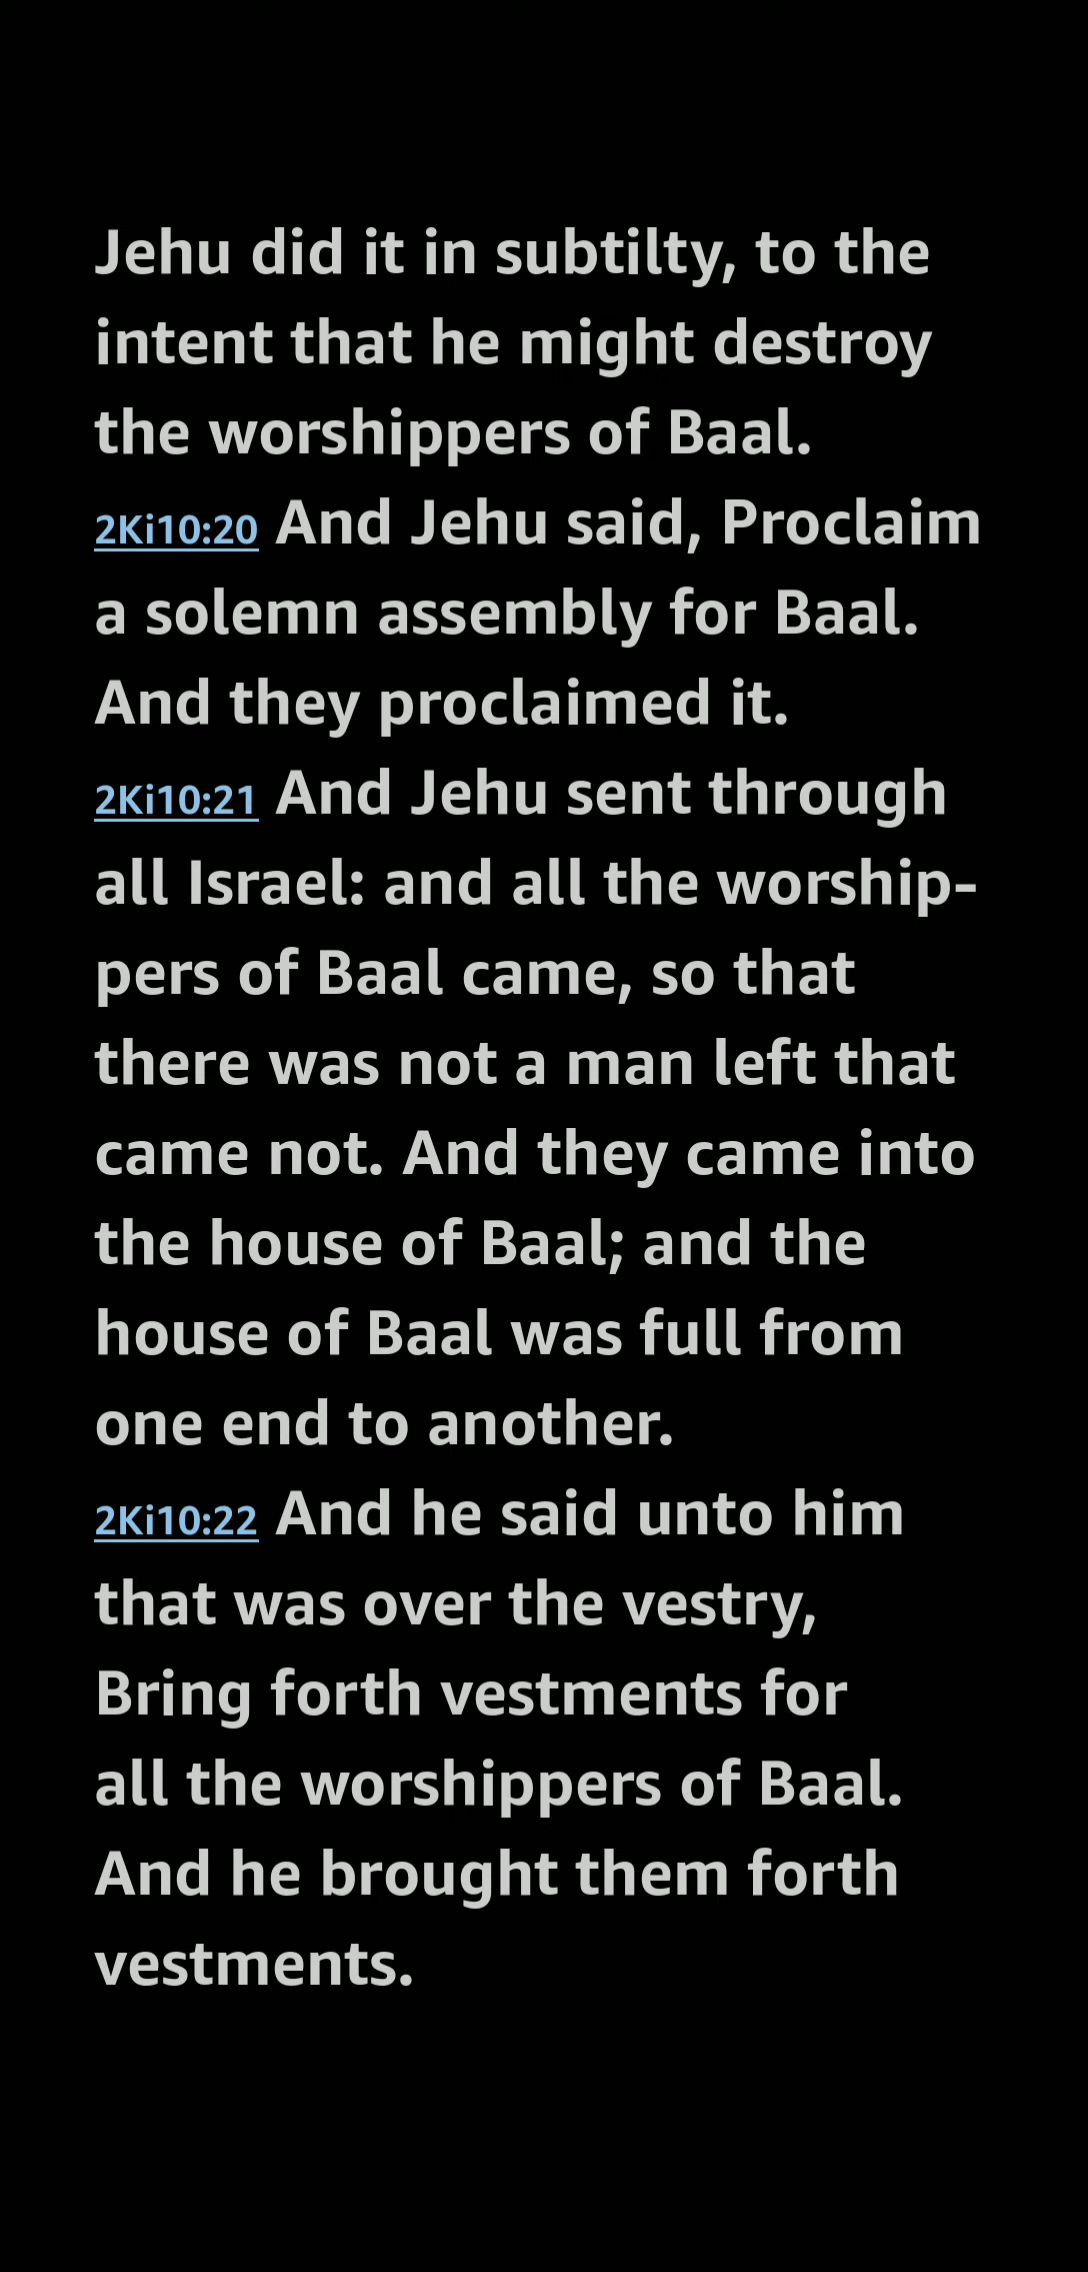 Jehu did it in subtilty, to the
intent that he might destroy
the worshippers of Baal.
2Ki10:20 And Jehu said, Proclaim
a solemn assembly for Baal.
And they proclaimed it.
2Ki10:21 And Jehu sent through
all Israel: and all the worship-
pers of Baal came, so that
there was not a man left that
came not. And they came into
the house of Baal; and the
house of Baal was full from
one end to another.
2Ki10:22 And he said unto him
that was over the vestry,
Bring forth vestments for
all the worshippers of Baal.
And he brought them forth
vestments.